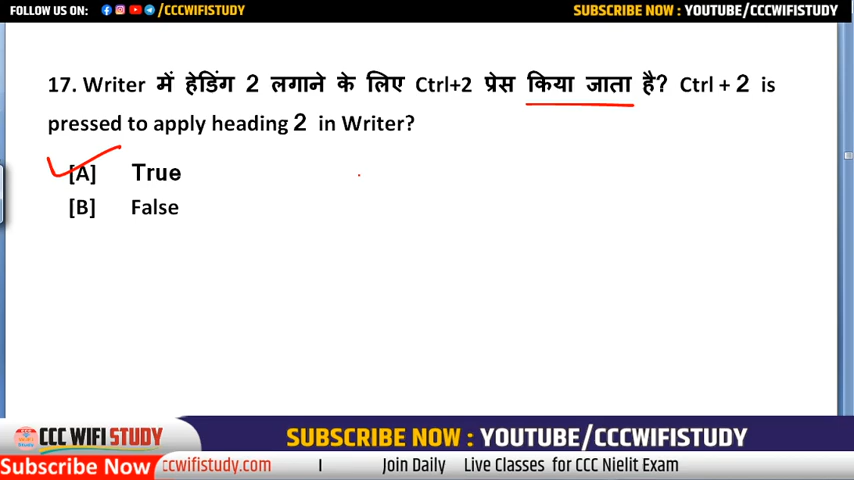 FOLLOW US ON: /CCCWIFISTUDY SUBSCRIBE NOW : YOUTUBE/CCCWIFISTUDY
17. Writer में हेडिंग 2 लगाने के लिए Ctrl+2 प्रेस किया जाता है? Ctrl + 2 is
pressed to apply heading 2 in Writer?
[A] True
[B] False
CCC WIFI STUDY SUBSCRIBE NOW : YOUTUBE/CCCWIFISTUDY
Subscribe Now ccwifistudy.com I Join Daily Live Classes for CCC Nielit Exam